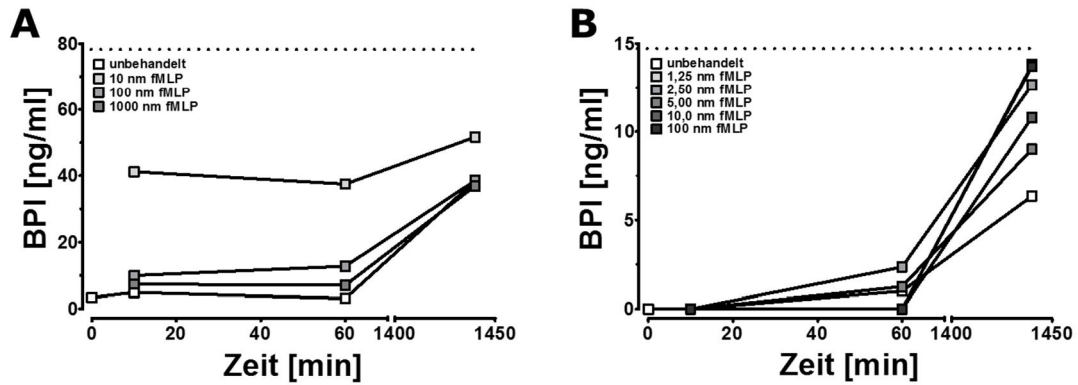 A
80
60
40
20
0
BPI [ng/ml]
unbehandelt
10 nm fMLP
100 nm fMLP
1000 nm fMLP
0 20 40 60 1400 1450
Zeit [min]
B
15
10
5
0
BPI [ng/ml]
unbehandelt
1,25 nm fMLP
2,50 nm fMLP
5,00 nm fMLP
10,0 nm fMLP
100 nm fMLP
0 20 40 60 1400 1450
Zeit [min]